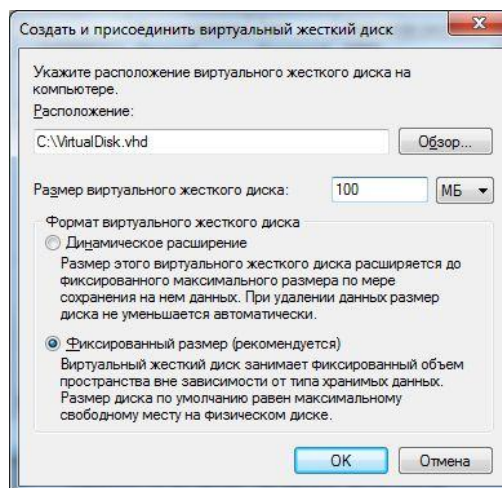 Создать и присоединить виртуальный жесткий диск
Укажите расположение виртуального жесткого диска на
компьютере.
Расположение:
C:\VirtualDisk.vhd
Обзор...
Размер виртуального жесткого диска: 100 МБ
Формат виртуального жесткого диска
Динамическое расширение
Размер этого виртуального жесткого диска расширяется до
фиксированного максимального размера по мере
сохранения на нем данных. При удалении данных размер
диска не уменьшается автоматически.
Фиксированный размер (рекомендуется)
Виртуальный жесткий диск занимает фиксированный объем
пространства вне зависимости от типа хранимых данных.
Размер диска по умолчанию равен максимальному
свободному месту на физическом диске.
OK Отмена